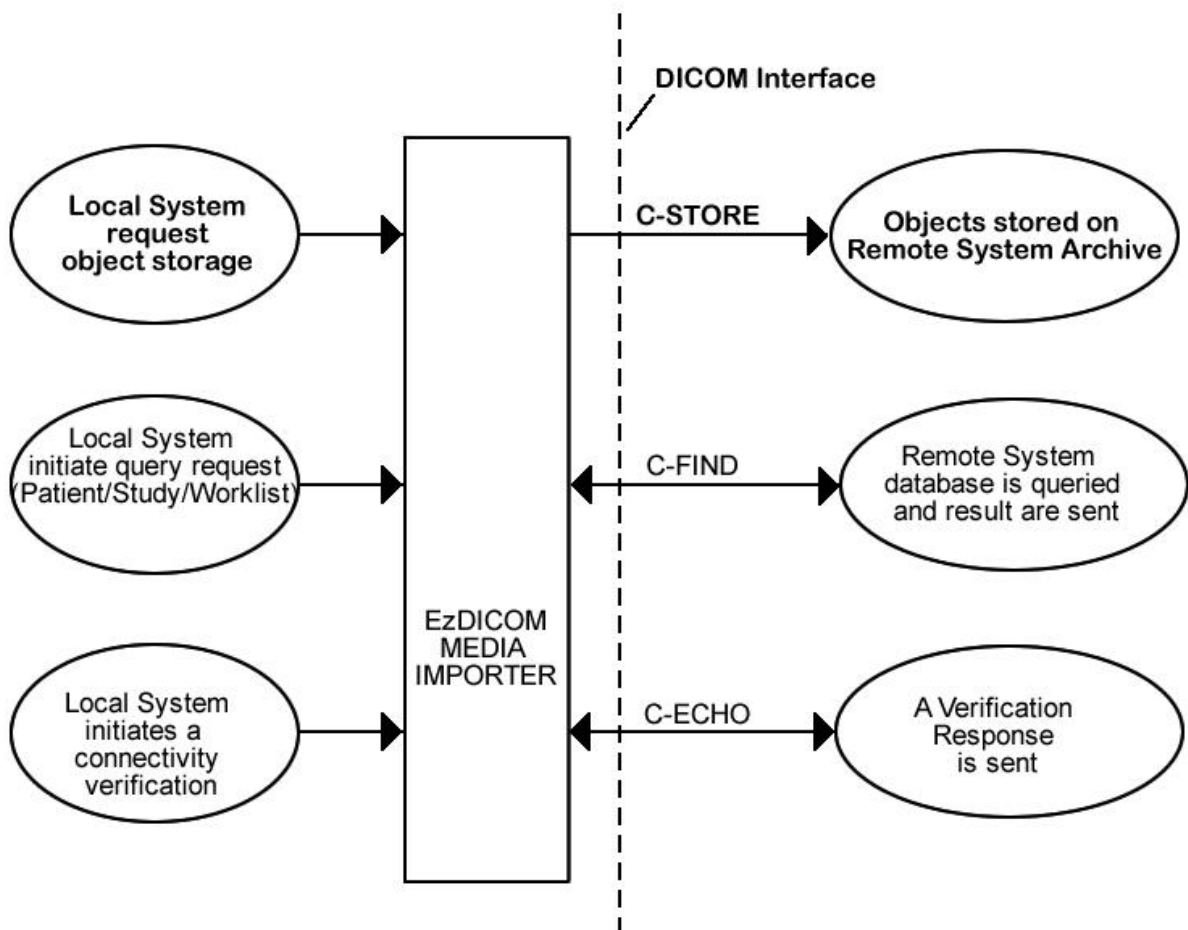 DICOM Interface
Local System
request
object storage
C-STORE
Objects stored on
Remote System Archive
Local System
initiate query request
(Patient/Study/Worklist)
C-FIND
Remote System
database is queried
and result are sent
EzDICOM
MEDIA
IMPORTER
Local System
initiates a
connectivity
verification
C-ECHO
A Verification
Response
is sent